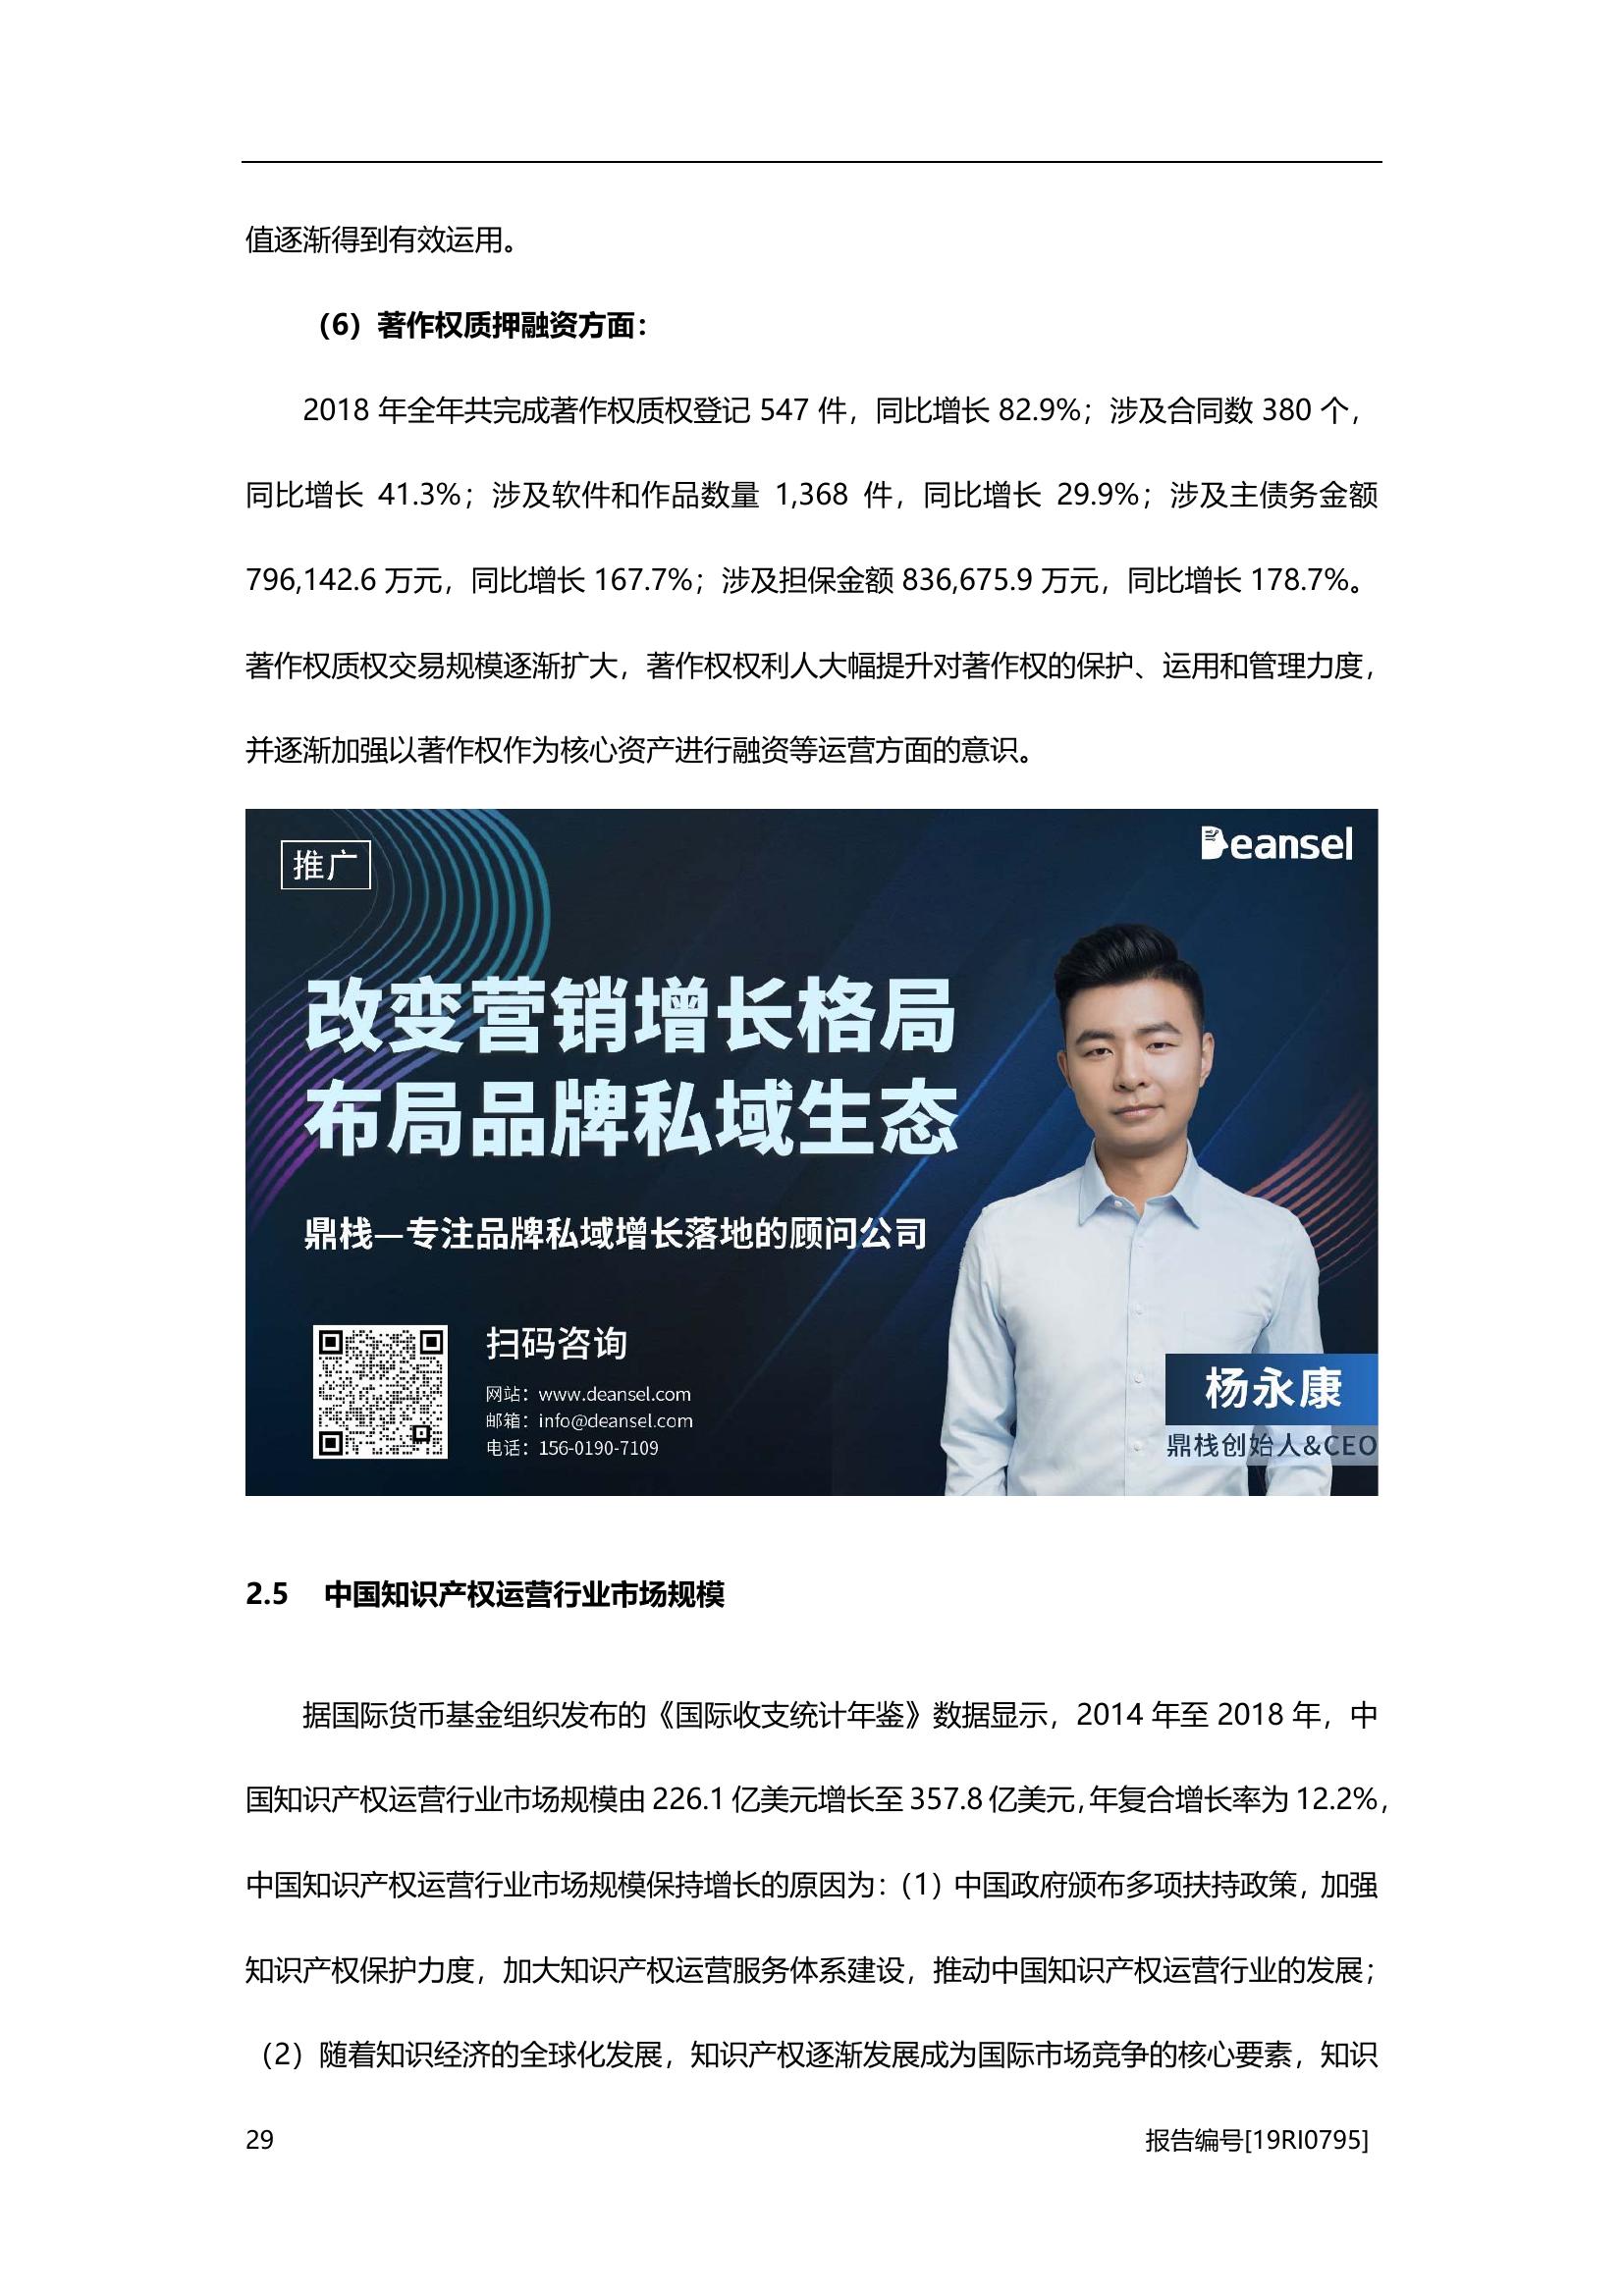 值逐渐得到有效运用。
（6）著作权质押融资方面：
2018 年全年共完成著作权质权登记 547 件，同比增长 82.9%；涉及合同数 380 个，
同比增长 41.3%；涉及软件和作品数量 1,368 件，同比增长 29.9%；涉及主债务金额
796,142.6 万元，同比增长 167.7%；涉及担保金额 836,675.9 万元，同比增长 178.7%。
著作权质权交易规模逐渐扩大，著作权权利人大幅提升对著作权的保护、运用和管理力度，
并逐渐加强以著作权作为核心资产进行融资等运营方面的意识。
推广
Deansel
改变营销增长格局
布局品牌私域生态
鼎栈—专注品牌私域增长落地的顾问公司
扫码咨询
网站：www.deansel.com
邮箱：info@deansel.com
电话：156-0190-7109
杨永康
鼎栈创始人&CEO
2.5 中国知识产权运营行业市场规模
据国际货币基金组织发布的《国际收支统计年鉴》数据显示，2014 年至 2018 年，中
国知识产权运营行业市场规模由 226.1 亿美元增长至 357.8 亿美元，年复合增长率为 12.2%，
中国知识产权运营行业市场规模保持增长的原因为：（1）中国政府颁布多项扶持政策，加强
知识产权保护力度，加大知识产权运营服务体系建设，推动中国知识产权运营行业的发展；
（2）随着知识经济的全球化发展，知识产权逐渐发展成为国际市场竞争的核心要素，知识
29
报告编号[19RI0795]